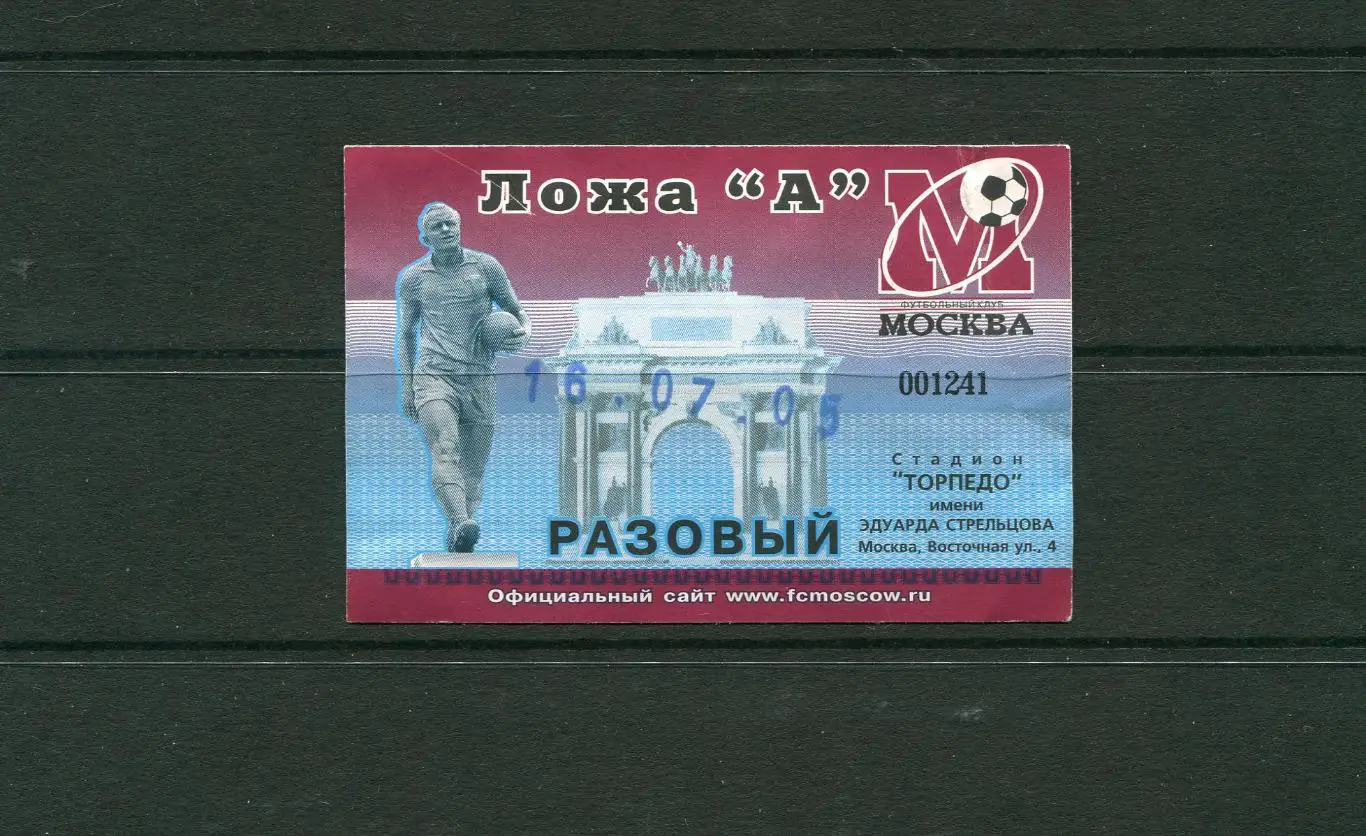 Ложа "А"
М
ФУТБОЛЬНЫЙ КЛУБ
МОСКВА
001241
16.07.05
Стадион
"ТОРПЕДО"
имени
ЭДУАРДА СТРЕЛЬЦОВА
Москва, Восточная ул., 4
РАЗОВЫЙ
Официальный сайт www.fcmoscow.ru